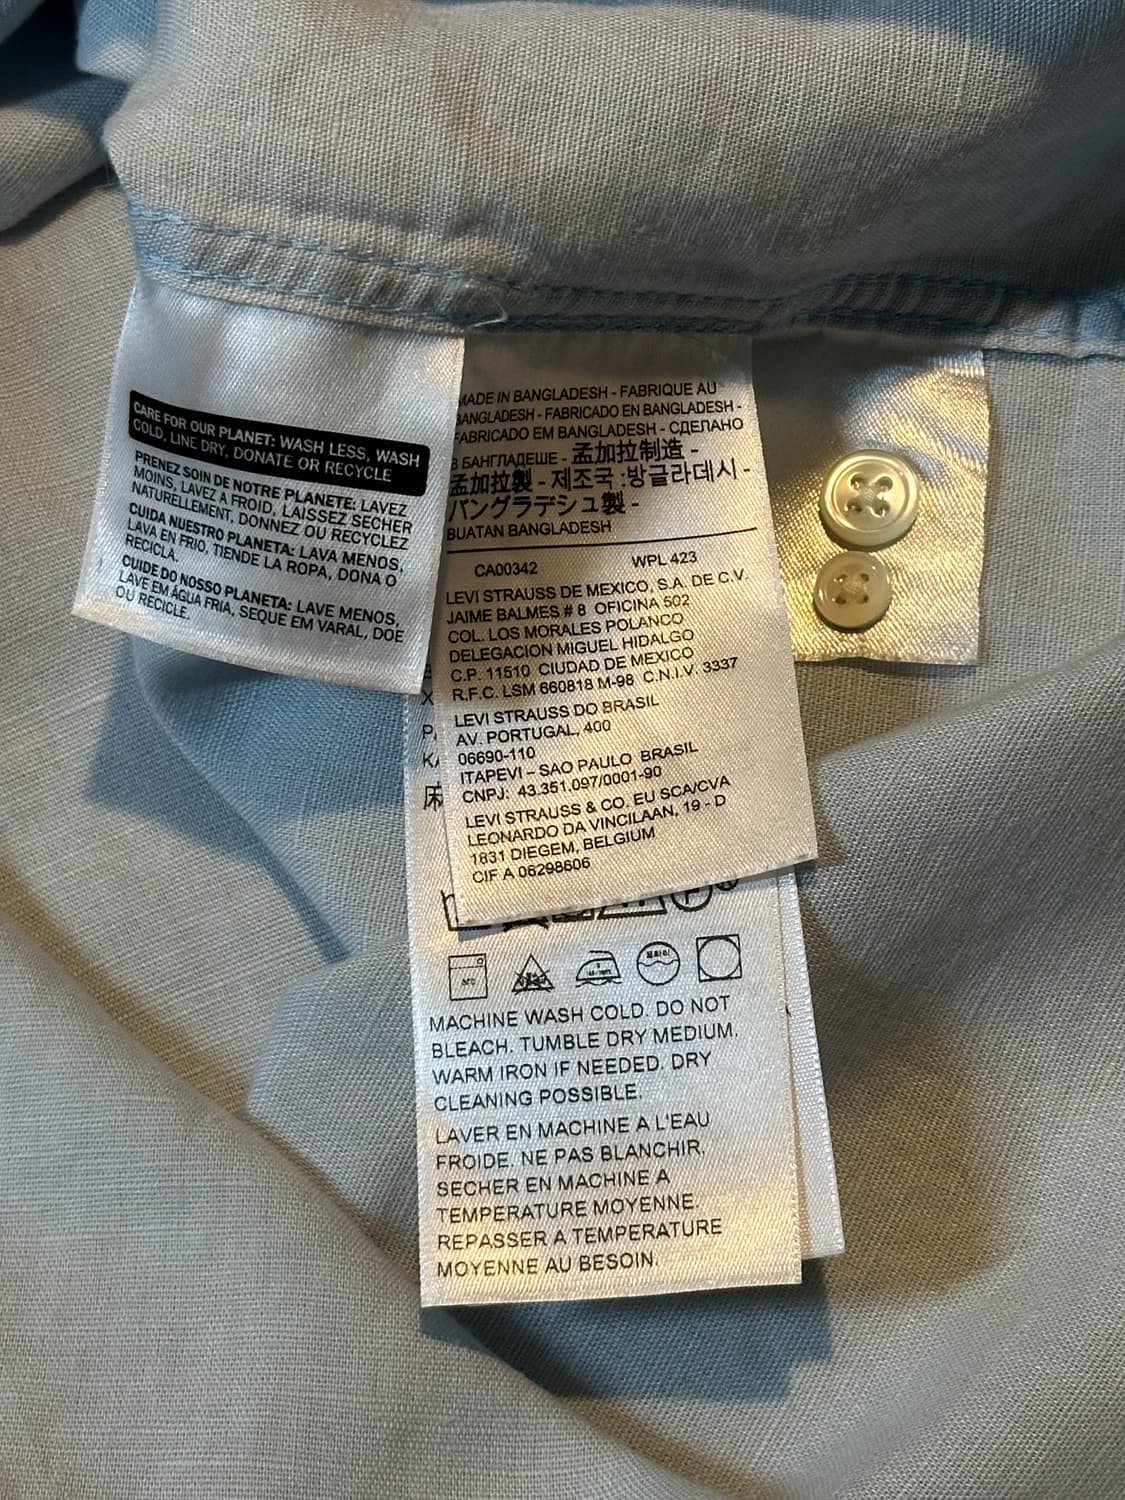 CARE FOR OUR PLANET: WASH LESS, WASH
COLD, LINE DRY, DONATE OR RECYCLE
PRENEZ SOIN DE NOTRE PLANETE: LAVEZ
MOINS, LAVEZ À FROID, LAISSEZ SECHER
NATURELLEMENT, DONNEZ OU RECYCLEZ
CUIDA NUESTRO PLANETA: LAVA MENOS,
LAVA EN FRIO, TIENDE LA ROPA, DONA O
RECICLA.
CUIDE DO NOSSO PLANETA: LAVE MENOS,
LAVE EM ÁGUA FRIA, SEQUE EM VARAL, DOE
OU RECICLE.
MADE IN BANGLADESH - FABRIQUE AU
BANGLADESH - FABRICADO EN BANGLADESH -
FABRICADO EM BANGLADESH - СДЕЛАНО
В БАНГЛАДЕШЕ - 孟加拉制造 -
孟加拉製 - 제조국 :방글라데시 -
バングラデシュ製 -
BUATAN BANGLADESH
CA00342 WPL 423
LEVI STRAUSS DE MEXICO, S.A. DE C.V.
JAIME BALMES # 8 OFICINA 502
COL. LOS MORALES POLANCO
DELEGACION MIGUEL HIDALGO
C.P. 11510 CIUDAD DE MEXICO
R.F.C. LSM 660818 M-98 C.N.I.V. 3337
LEVI STRAUSS DO BRASIL
AV. PORTUGAL, 400
06690-110
ITAPEVI – SAO PAULO BRASIL
CNPJ: 43.351.097/0001-90
LEVI STRAUSS & CO. EU SCA/CVA
LEONARDO DA VINCILAAN, 19 - D
1831 DIEGEM, BELGIUM
CIF A 06298606
MACHINE WASH COLD. DO NOT
BLEACH. TUMBLE DRY MEDIUM.
WARM IRON IF NEEDED. DRY
CLEANING POSSIBLE.
LAVER EN MACHINE A L'EAU
FROIDE. NE PAS BLANCHIR.
SECHER EN MACHINE A
TEMPERATURE MOYENNE.
REPASSER A TEMPERATURE
MOYENNE AU BESOIN.